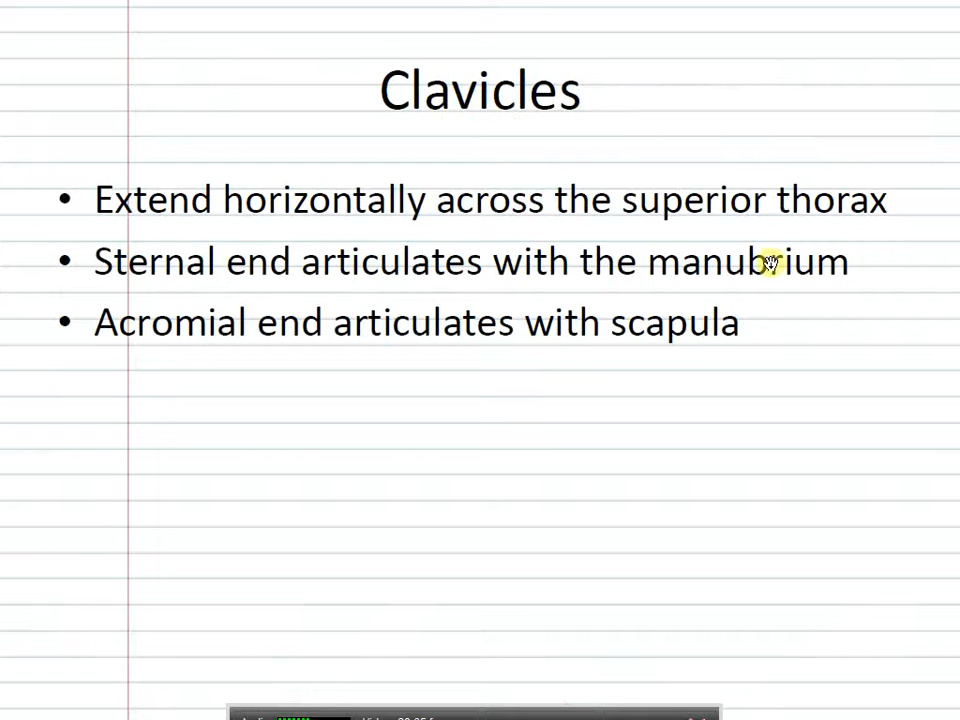 Clavicles
• Extend horizontally across the superior thorax
• Sternal end articulates with the manubrium
• Acromial end articulates with scapula